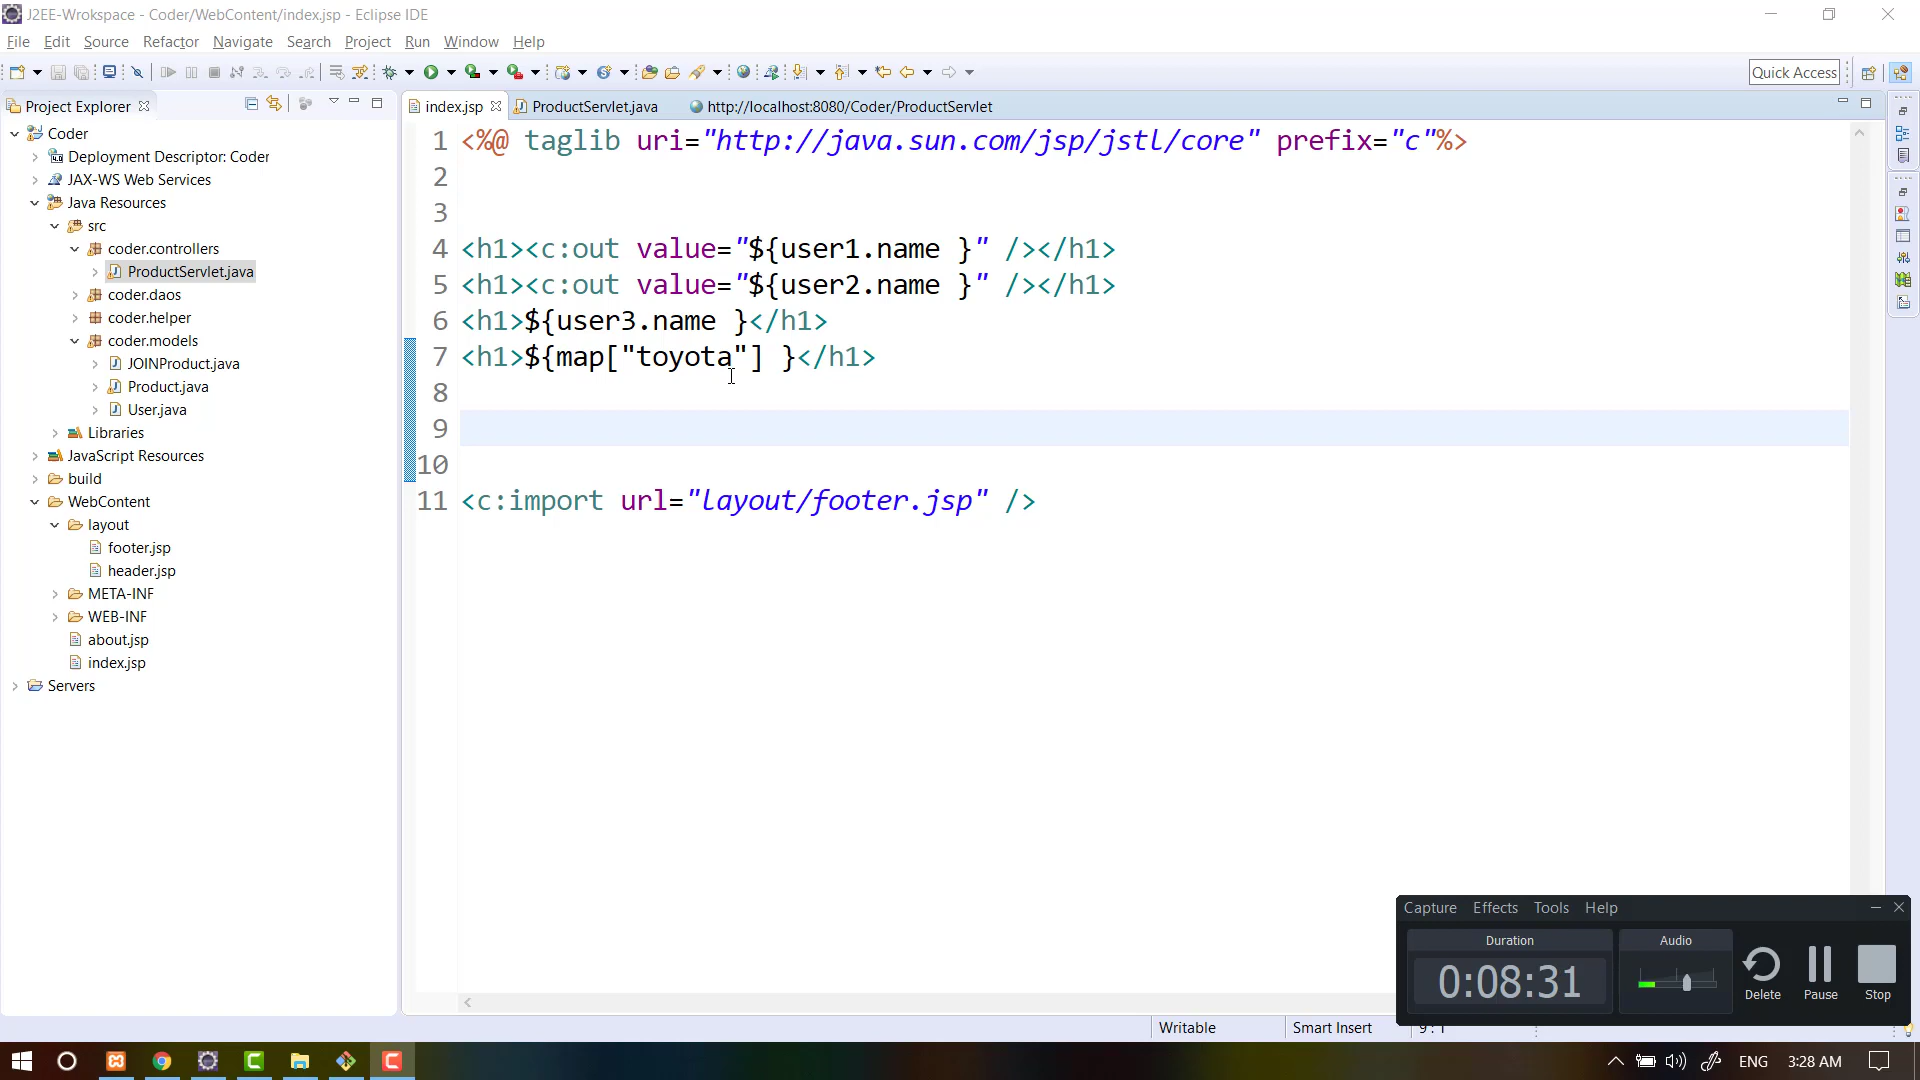 J2EE-Wrokspace - Coder/WebContent/index.jsp - Eclipse IDE
File Edit Source Refactor Navigate Search Project Run Window Help
Quick Access
Project Explorer
index.jsp ProductServlet.java http://localhost:8080/Coder/ProductServlet
Coder
Deployment Descriptor: Coder
JAX-WS Web Services
Java Resources
src
coder.controllers
ProductServlet.java
coder.daos
coder.helper
coder.models
JOINProduct.java
Product.java
User.java
Libraries
JavaScript Resources
build
WebContent
layout
footer.jsp
header.jsp
META-INF
WEB-INF
about.jsp
index.jsp
Servers
1 <%@ taglib uri="http://java.sun.com/jsp/jstl/core" prefix="c"%>
2
3
4 <h1><c:out value="${user1.name }" /></h1>
5 <h1><c:out value="${user2.name }" /></h1>
6 <h1>${user3.name }</h1>
7 <h1>${map["toyota"] }</h1>
8
9
10
11 <c:import url="layout/footer.jsp" />
Capture Effects Tools Help
Duration
Audio
0:08:31
Delete Pause Stop
Writable Smart Insert
ENG 3:28 AM